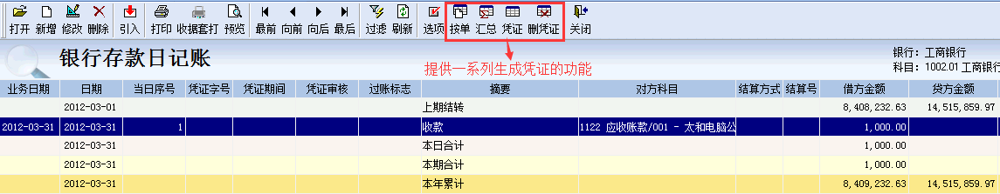 打开 新增 修改 删除 引入 打印 收据套打 预览 最前 向前 向后 最后 过滤 刷新 选项 按单 汇总 凭证 删凭证 关闭
银行存款日记账
提供一系列生成凭证的功能
银行: 工商银行
科目: 1002.01 工商银行
业务日期 日期 当日序号 凭证字号 凭证期间 凭证审核 过账标志 摘要 对方科目 结算方式 结算号 借方金额 贷方金额
2012-03-01 上期结转 8,408,232.63 14,515,859.97
2012-03-31 2012-03-31 1 收款 1122 应收账款/001 - 太和电脑公 1,000.00
2012-03-31 本日合计 1,000.00
2012-03-31 本期合计 1,000.00
2012-03-31 本年累计 8,409,232.63 14,515,859.97